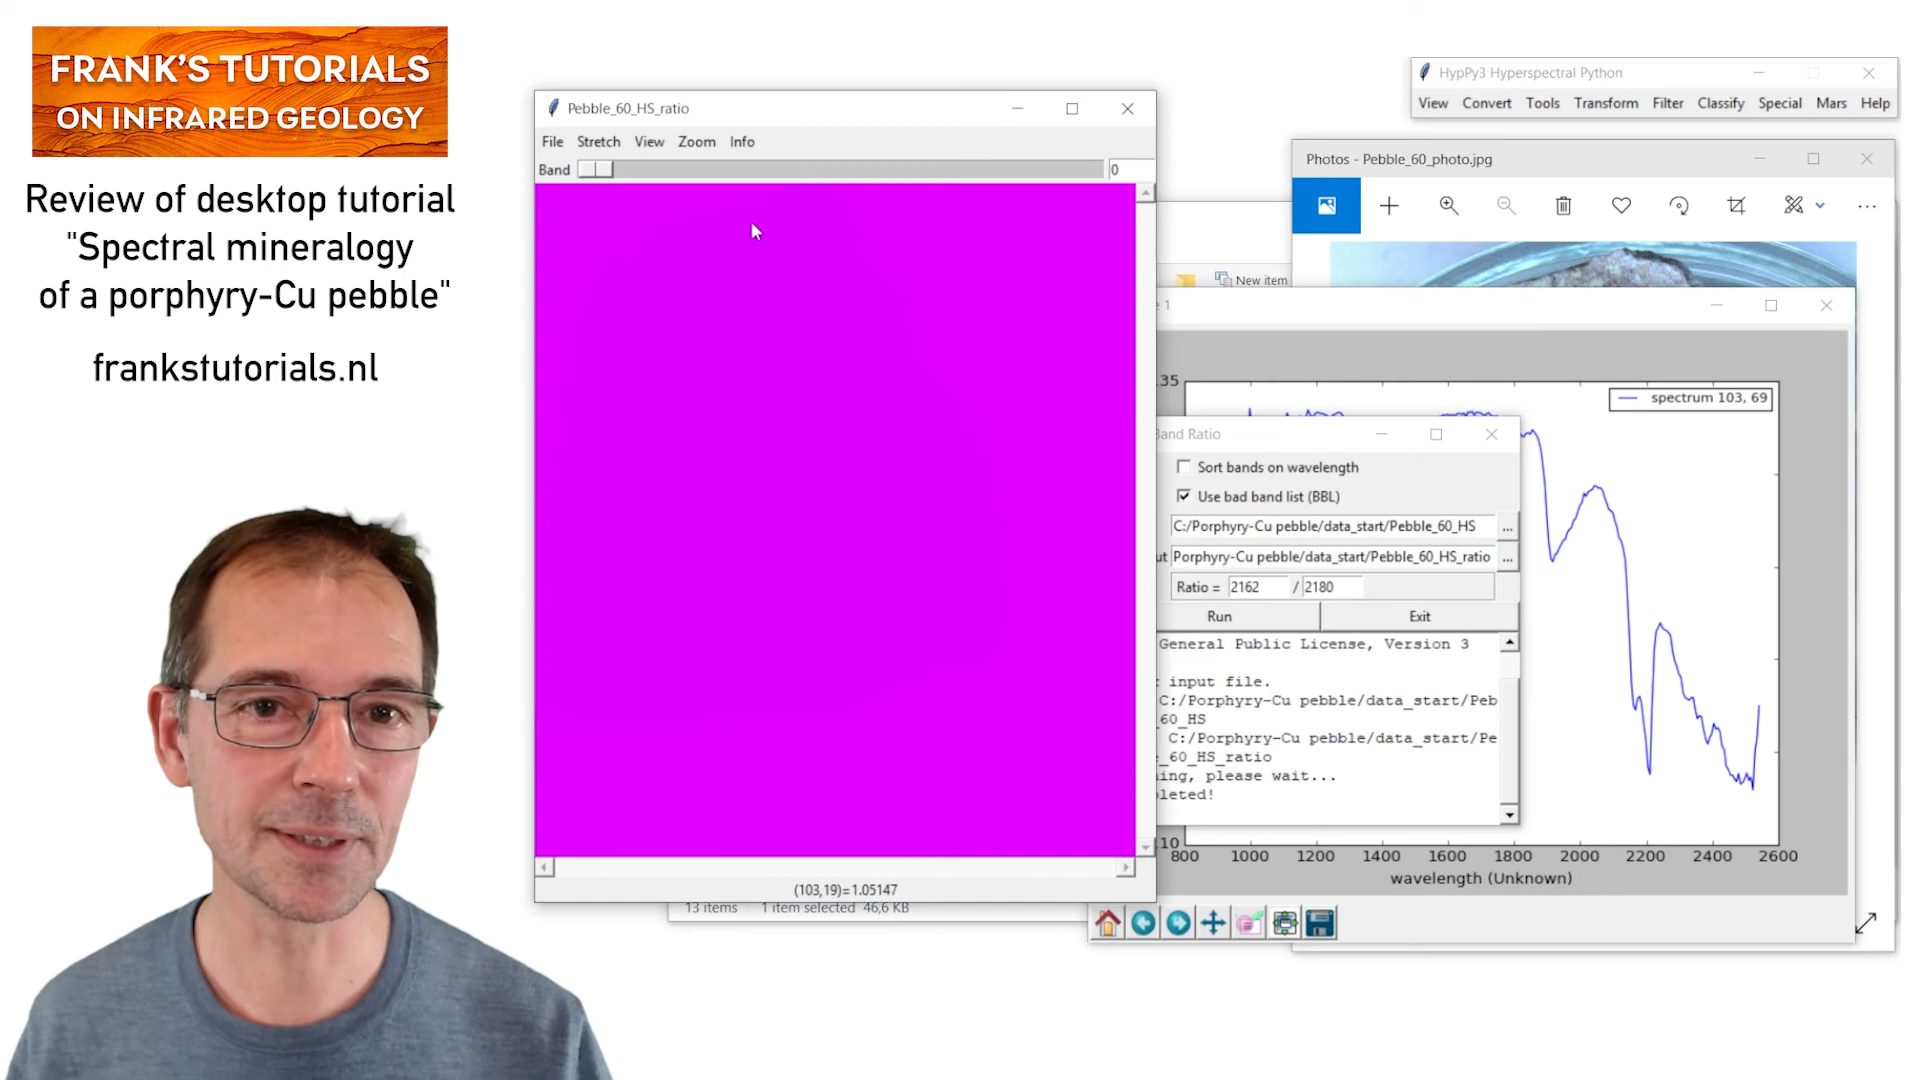 FRANK'S TUTORIALS
ON INFRARED GEOLOGY
Review of desktop tutorial
"Spectral mineralogy
of a porphyry-Cu pebble"
frankstutorials.nl
Pebble_60_HS_ratio
File Stretch View Zoom Info
Band 0
(103,19)=1.05147
13 items 1 item selected 46,6 KB
HypPy3 Hyperspectral Python
View Convert Tools Transform Filter Classify Special Mars Help
Photos - Pebble_60_photo.jpg
New item
1
35
spectrum 103, 69
Band Ratio
Sort bands on wavelength
Use bad band list (BBL)
C:/Porphyry-Cu pebble/data_start/Pebble_60_HS ...
ut Porphyry-Cu pebble/data_start/Pebble_60_HS_ratio ...
Ratio = 2162 / 2180
Run Exit
General Public License, Version 3
input file.
C:/Porphyry-Cu pebble/data_start/Peb
_60_HS
C:/Porphyry-Cu pebble/data_start/Pe
_60_HS_ratio
ing, please wait...
leted!
10
800 1000 1200 1400 1600 1800 2000 2200 2400 2600
wavelength (Unknown)